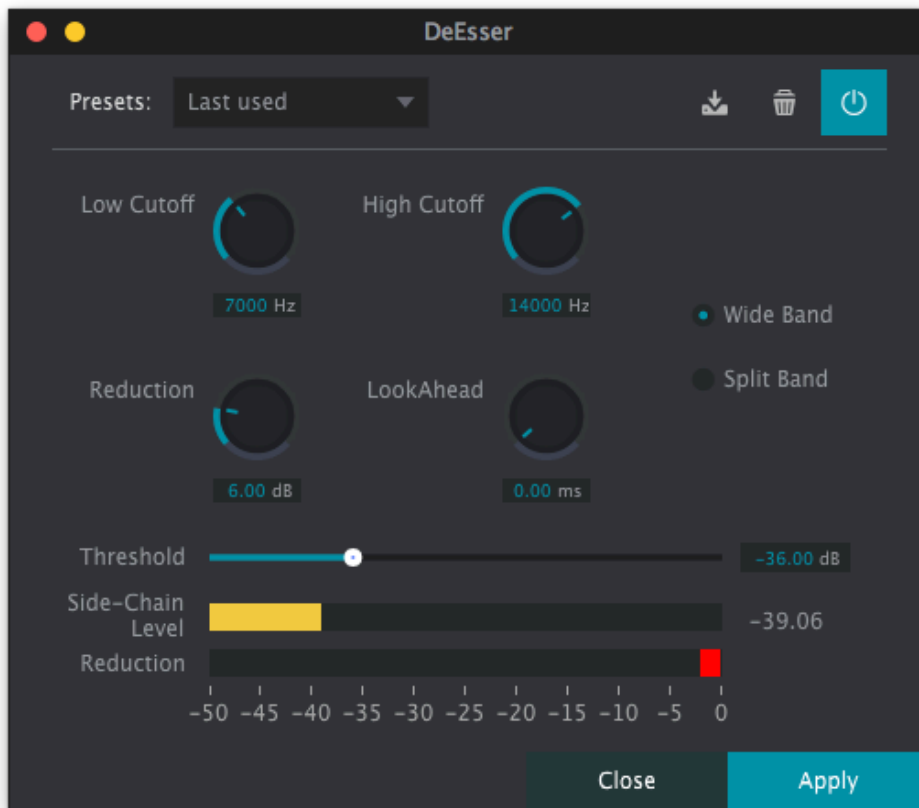 DeEsser
Presets: Last used
Low Cutoff
High Cutoff
7000 Hz
14000 Hz
Wide Band
Split Band
Reduction
LookAhead
6.00 dB
0.00 ms
Threshold
-36.00 dB
Side-Chain
Level
-39.06
Reduction
-50 -45 -40 -35 -30 -25 -20 -15 -10 -5 0
Close
Apply